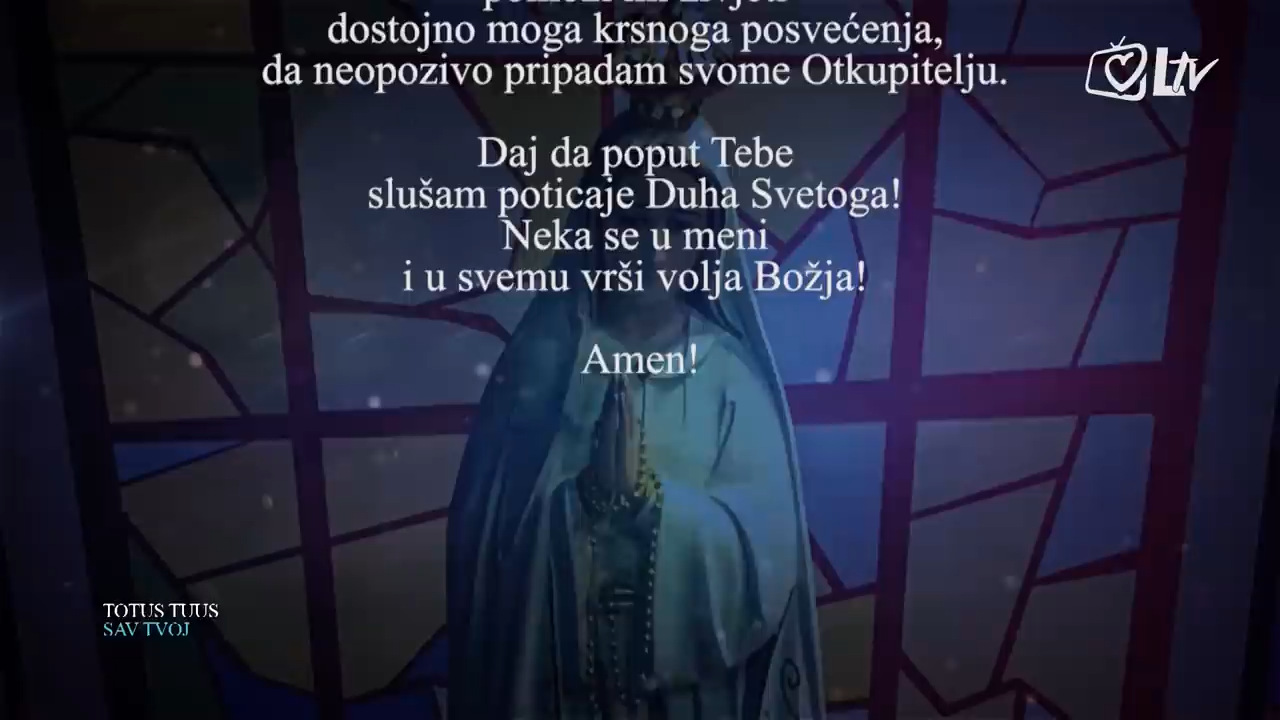 dostojno moga krsnoga posvećenja,
da neopozivo pripadam svome Otkupitelju.
Daj da poput Tebe
slušam poticaje Duha Svetoga!
Neka se u meni
i u svemu vrši volja Božja!
Amen!
Ltv
TOTUS TUUS
SAV TVOJ